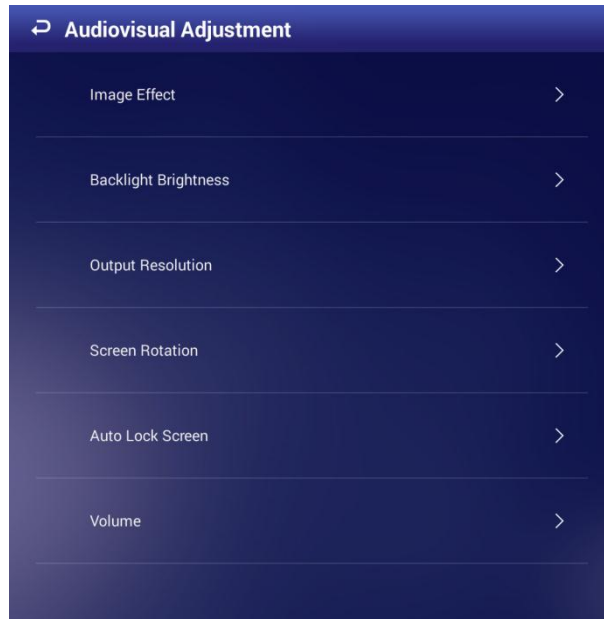 Audiovisual Adjustment
Image Effect
Backlight Brightness
Output Resolution
Screen Rotation
Auto Lock Screen
Volume